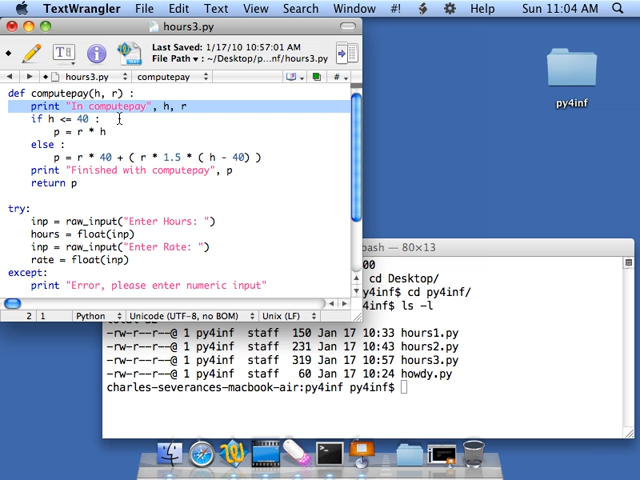 TextWrangler File Edit Text View Search Go Window #! Sun 11:04 AM
hours3.py
Last Saved: 1/17/10 10:57:01 AM
File Path : ~/Desktop/p...nf/hours3.py
hours3.py computepay #
def computepay(h, r) :
print "In computepay", h, r
if h <= 40 :
p = r * h
else :
p = r * 40 + ( r * 1.5 * ( h - 40) )
print "Finished with computepay", p
return p
try:
inp = raw_input("Enter Hours: ")
hours = float(inp)
inp = raw_input("Enter Rate: ")
rate = float(inp)
except:
print "Error, please enter numeric input"
2 1 Python Unicode (UTF-8, no BOM) Unix (LF)
py4inf
bash — 80×13
00
cd Desktop/
py4inf$ cd py4inf/
ls -l
-rw-r--r--@ 1 py4inf staff 150 Jan 17 10:33 hours1.py
-rw-r--r--@ 1 py4inf staff 231 Jan 17 10:43 hours2.py
-rw-r--r--@ 1 py4inf staff 319 Jan 17 10:57 hours3.py
-rw-r--r--@ 1 py4inf staff 60 Jan 17 10:24 howdy.py
charles-severances-macbook-air:py4inf py4inf$